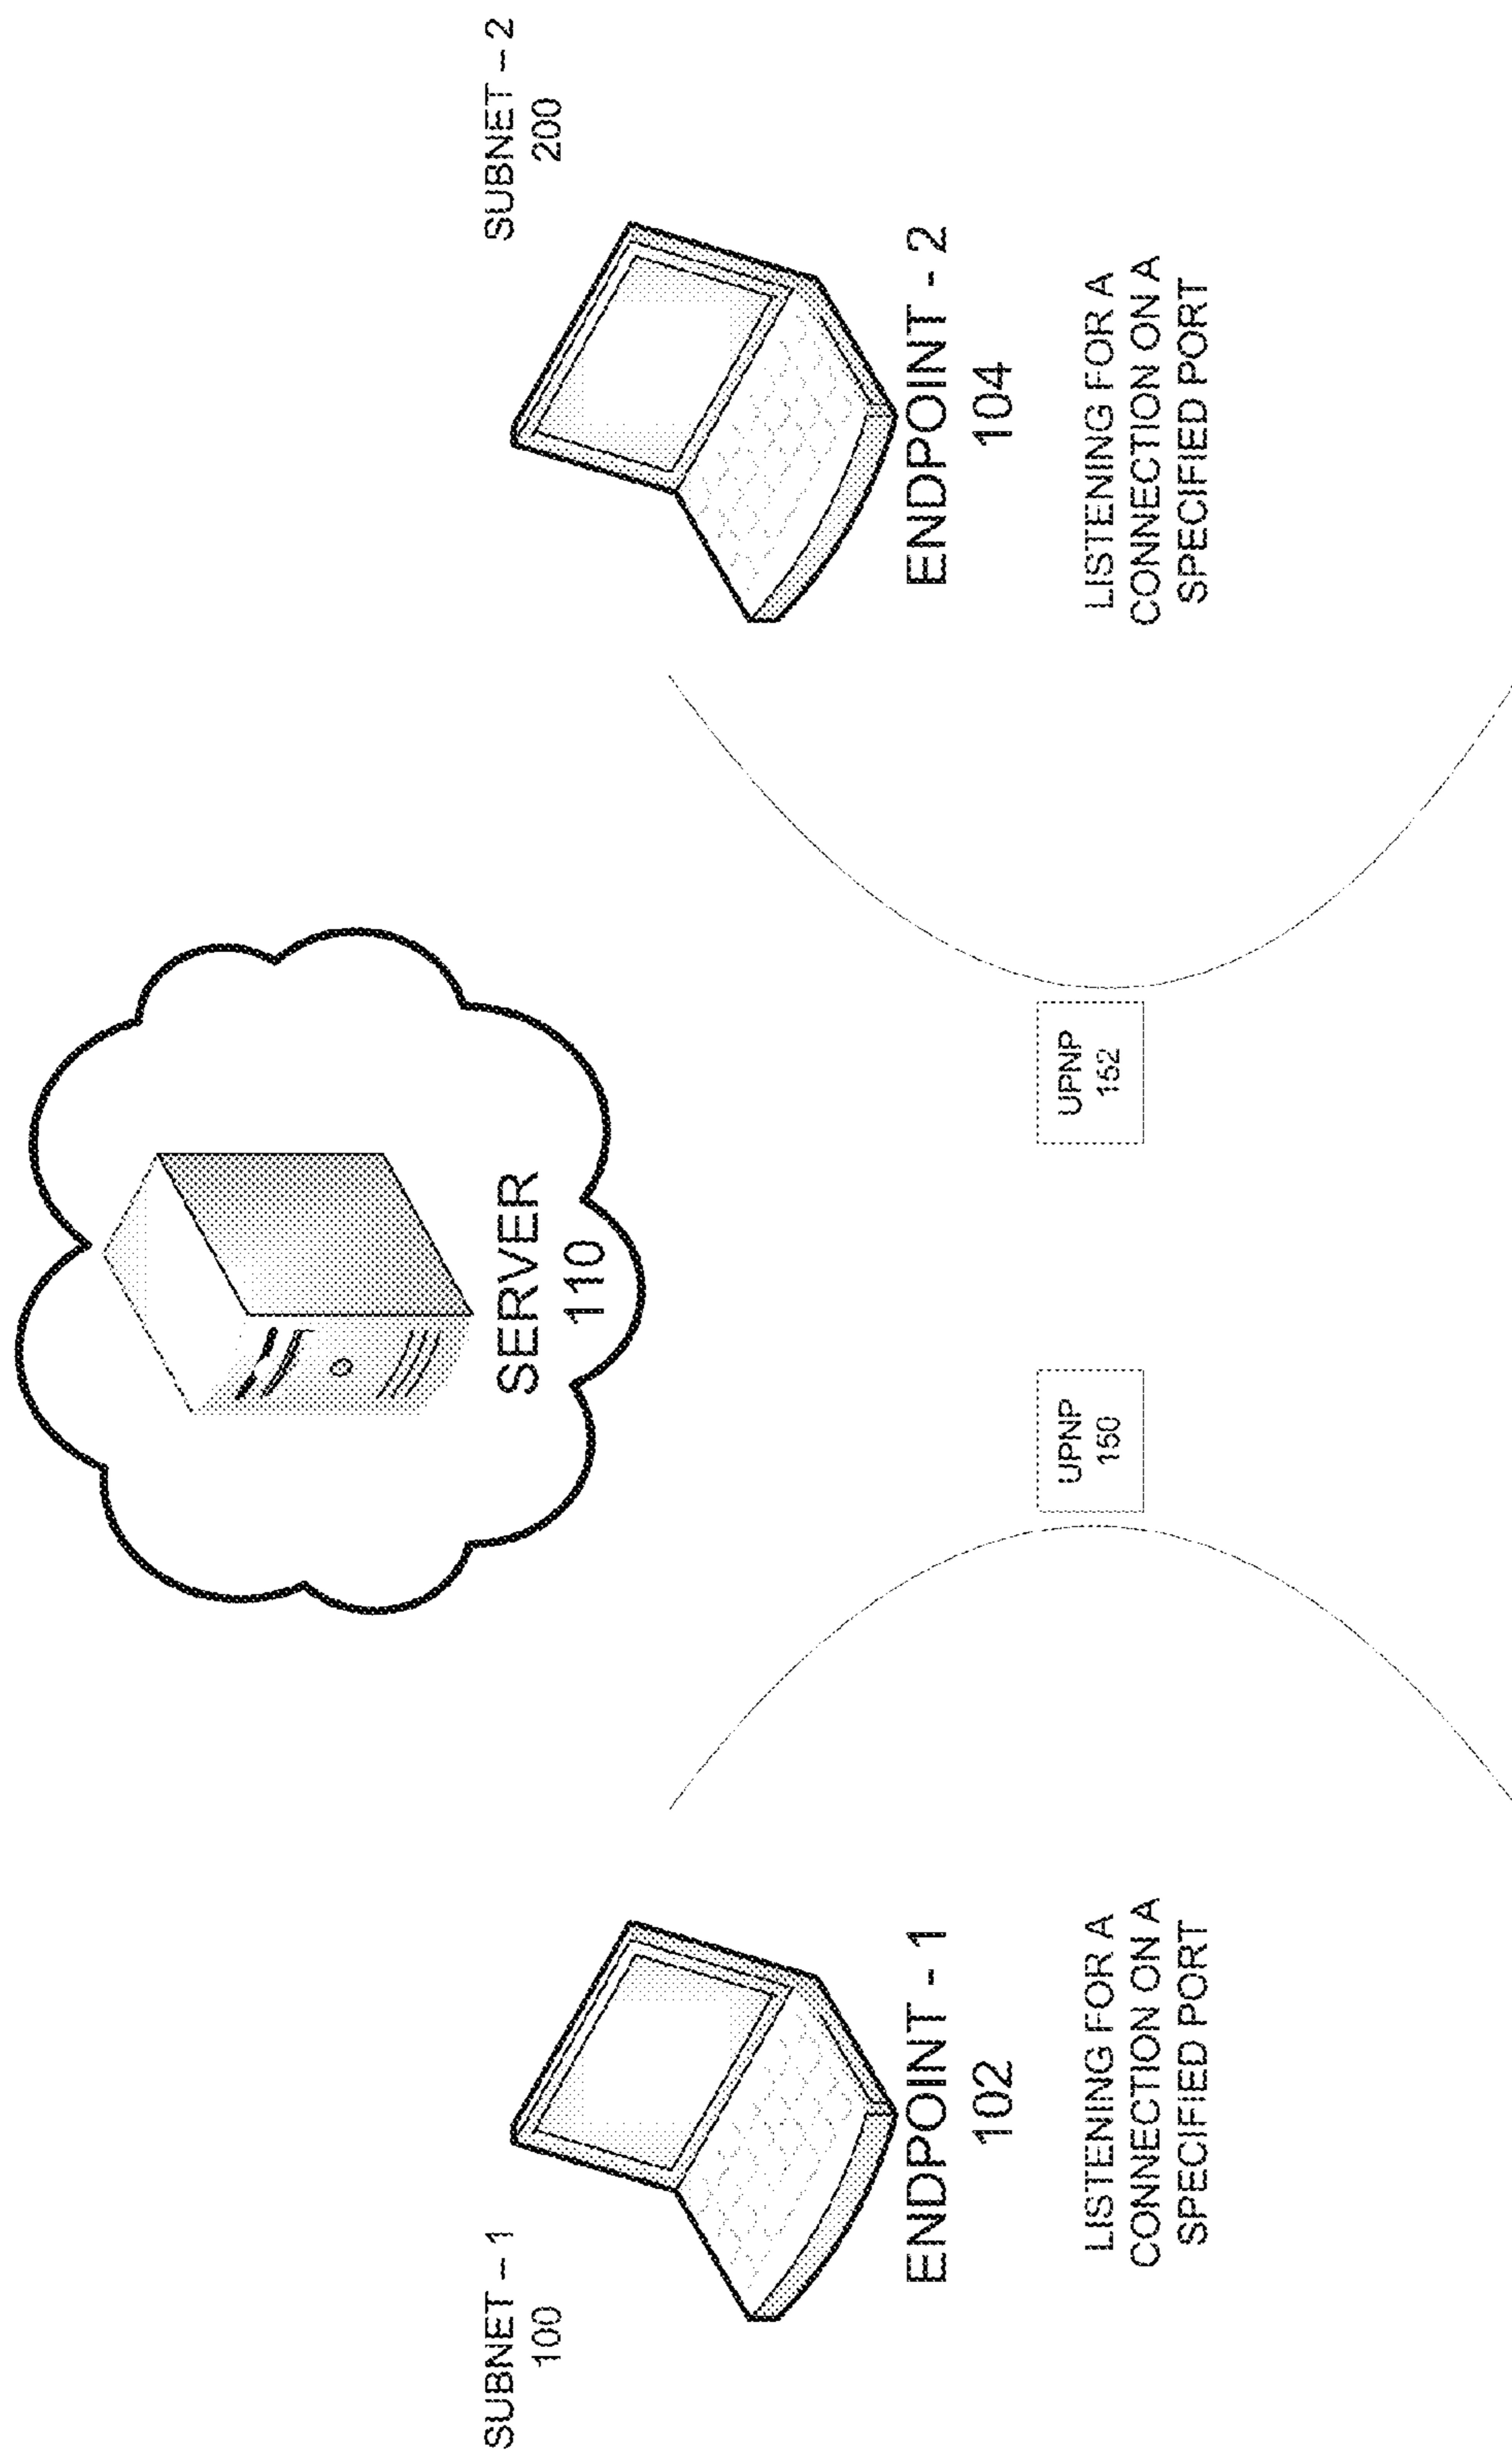 SERVER
110
SUBNET – 1
100
SUBNET – 2
200
ENDPOINT - 1
102
ENDPOINT - 2
104
UPNP
150
UPNP
152
LISTENING FOR A
CONNECTION ON A
SPECIFIED PORT
LISTENING FOR A
CONNECTION ON A
SPECIFIED PORT